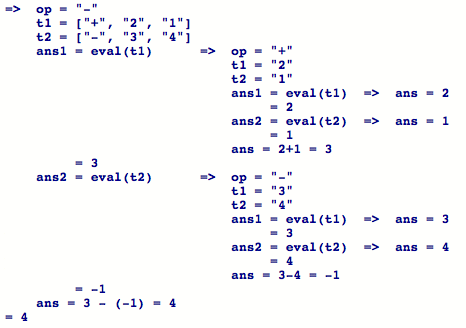 =>  op = "-"
    t1 = ["+", "2", "1"]
    t2 = ["-", "3", "4"]
    ans1 = eval(t1)      =>  op = "+"
                             t1 = "2"
                             t2 = "1"
                             ans1 = eval(t1)  =>  ans = 2
                                  = 2
                             ans2 = eval(t2)  =>  ans = 1
                                  = 1
                             ans = 2+1 = 3
         = 3
    ans2 = eval(t2)      =>  op = "-"
                             t1 = "3"
                             t2 = "4"
                             ans1 = eval(t1)  =>  ans = 3
                                  = 3
                             ans2 = eval(t2)  =>  ans = 4
                                  = 4
                             ans = 3-4 = -1
         = -1
    ans = 3 - (-1) = 4
= 4